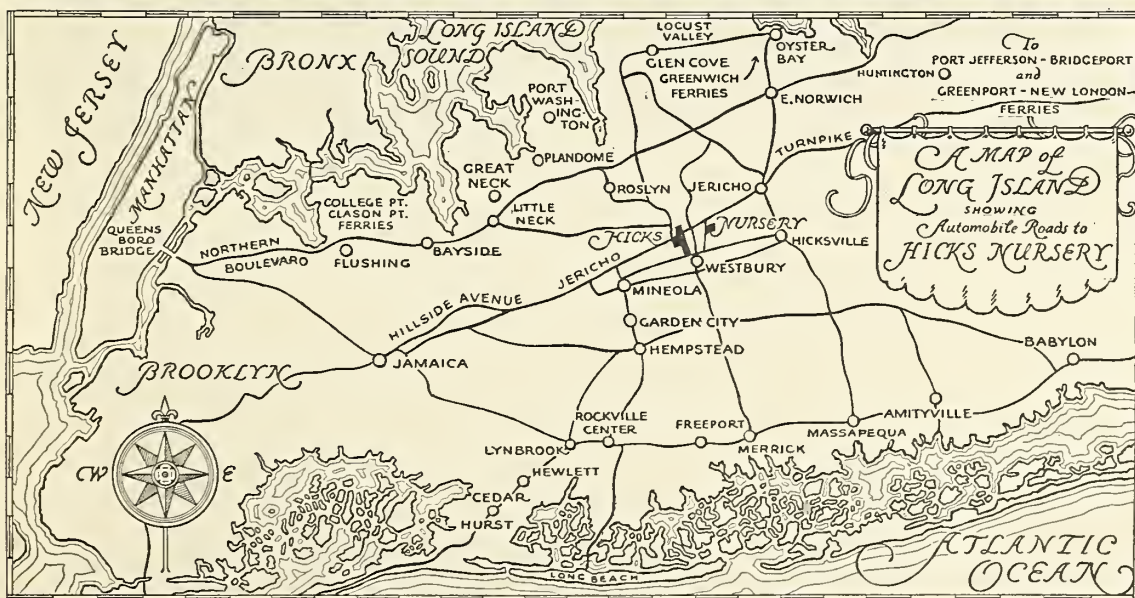 NEW JERSEY
MANHATTAN
BRONX
LONG ISLAND
SOUND
LOCUST
VALLEY
GLEN COVE
OYSTER
BAY
GREENWICH
FERRIES
HUNTINGTON
To
PORT JEFFERSON - BRIDGEPORT
and
GREENPORT - NEW LONDON
FERRIES
PORT
WASH-
ING-
TON
E. NORWICH
PLANDOME
TURNPIKE
A MAP of
LONG ISLAND
SHOWING
Automobile Roads to
HICKS NURSERY
GREAT
NECK
ROSLYN
JERICHO
COLLEGE PT.
CLASON PT.
FERRIES
LITTLE
NECK
QUEENS
BORO
BRIDGE
NORTHERN
BOULEVARD
FLUSHING
BAYSIDE
HICKS
NURSERY
HICKSVILLE
JERICHO
WESTBURY
MINEOLA
HILLSIDE AVENUE
GARDEN CITY
HEMPSTEAD
BABYLON
JAMAICA
BROOKLYN
ROCKVILLE
CENTER
FREEPORT
AMITYVILLE
MASSAPEQUA
LYNBROOK
MERRICK
HEWLETT
W
E
CEDAR
HURST
LONG BEACH
ATLANTIC
OCEAN